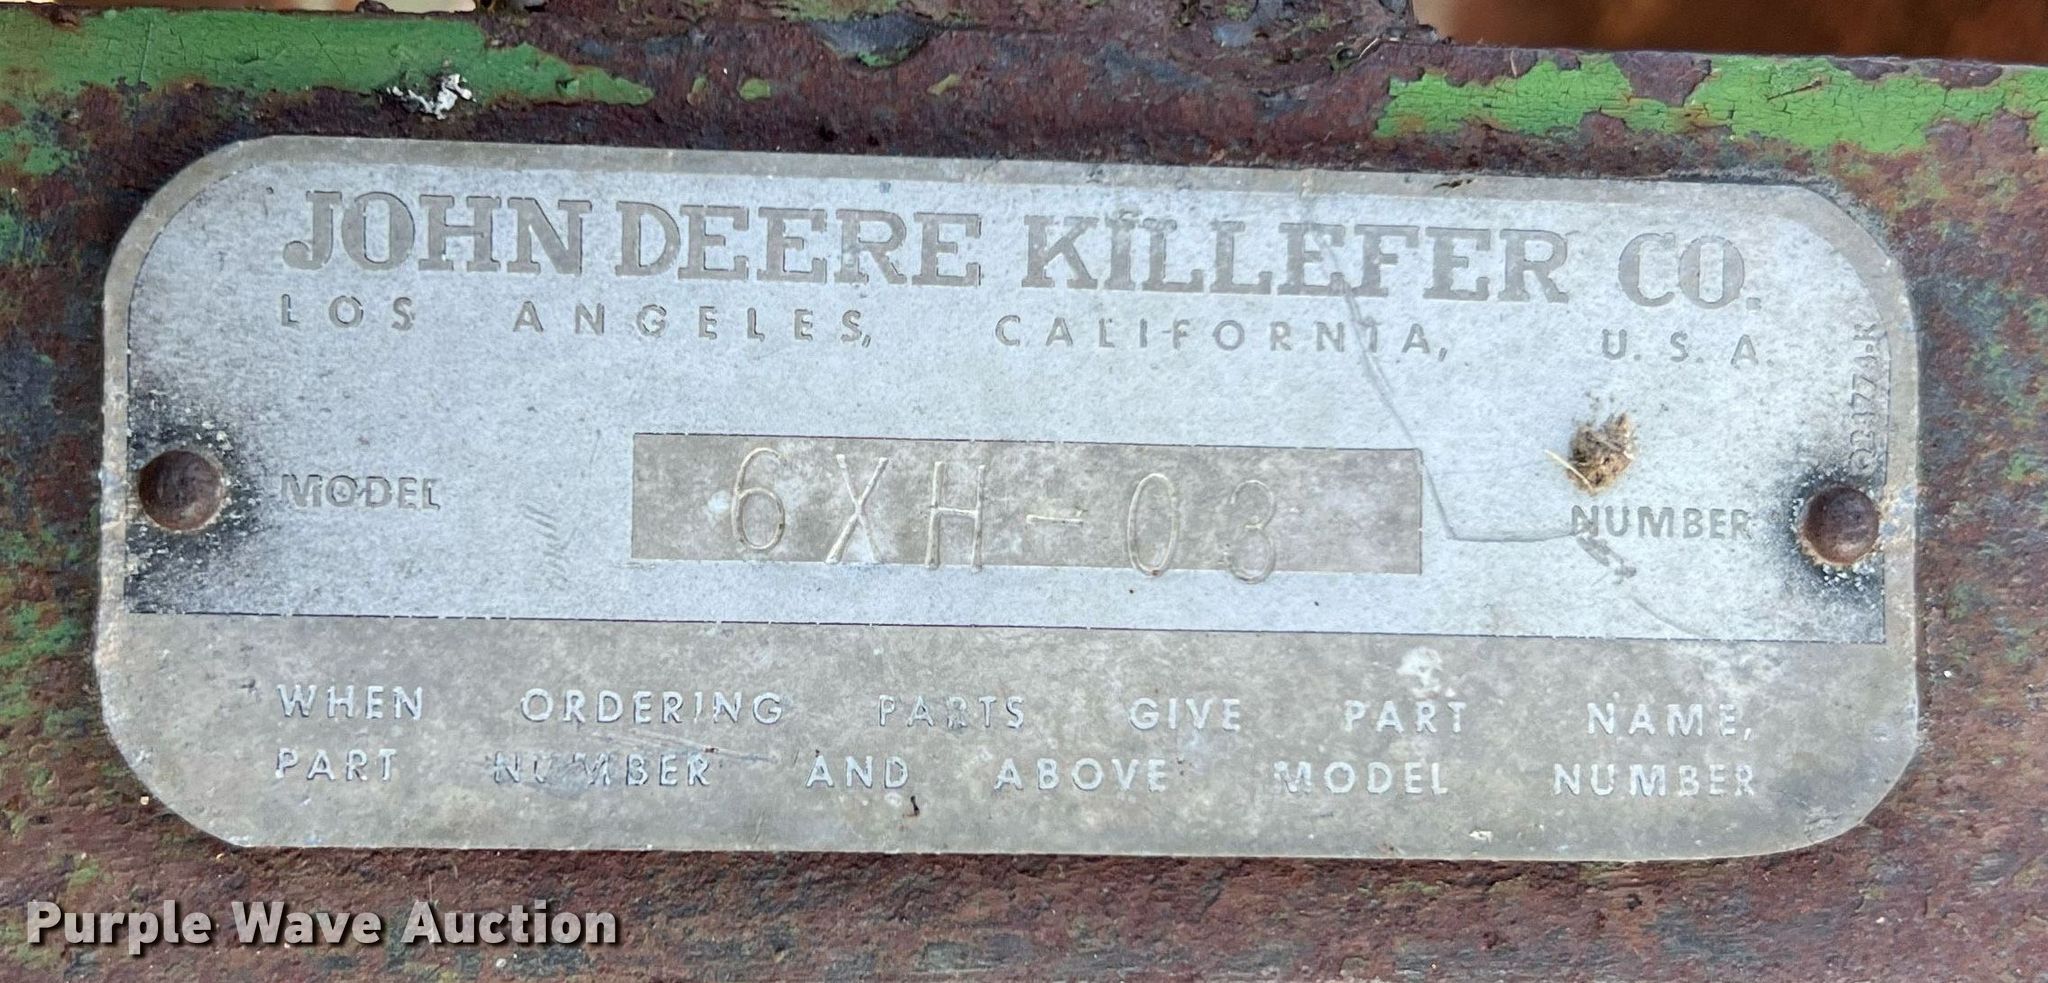 JOHN DEERE KILLEFER CO.
LOS ANGELES, CALIFORNIA, U.S.A.
MODEL 6XH-03 NUMBER
WHEN ORDERING PARTS GIVE PART NAME,
PART NUMBER AND ABOVE MODEL NUMBER
Purple Wave Auction